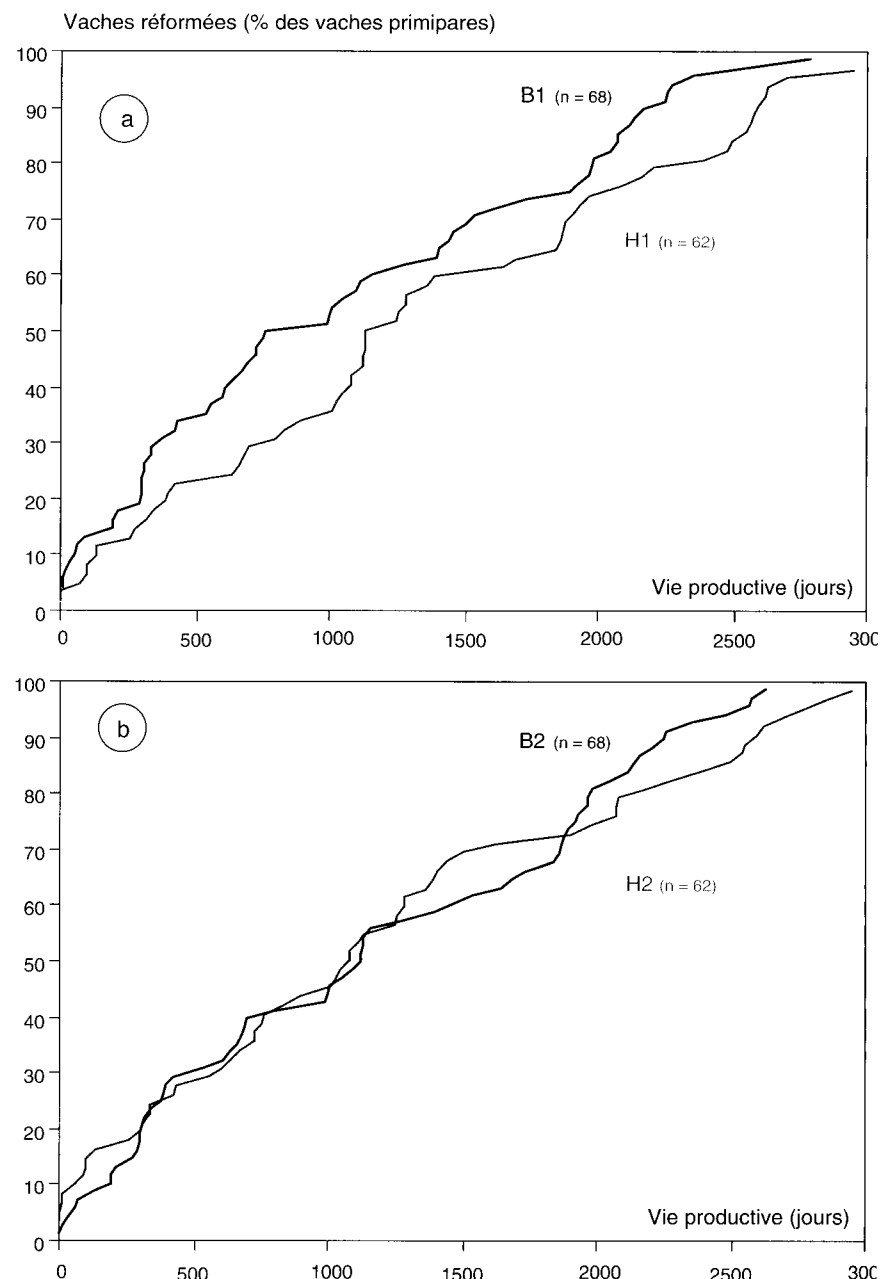 Vaches réformées (% des vaches primipares)
100
90
80
70
60
50
40
30
20
10
0
a
B1 (n = 68)
H1 (n = 62)
Vie productive (jours)
0 500 1000 1500 2000 2500 300
100
90
80
70
60
50
40
30
20
10
0
b
B2 (n = 68)
H2 (n = 62)
Vie productive (jours)
0 500 1000 1500 2000 2500 300